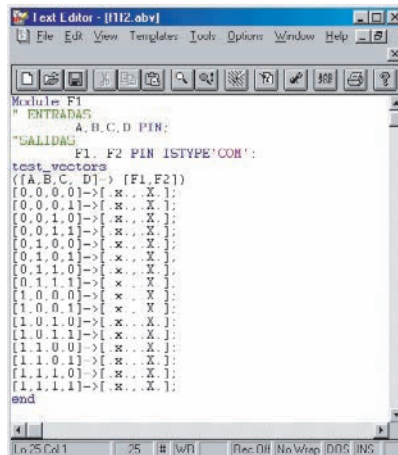 Text Editor - [f1f2.abv]
File Edit View Templates Tools Options Window Help
Module F1
" ENTRADAS
A,B,C,D PIN;
"SALIDAS
F1, F2 PIN ISTYPE'COM';
test_vectors
([A,B,C, D]-> [F1,F2])
[0,0,0,0]->[.x.,.X.];
[0,0,0,1]->[.x.,.X.];
[0,0,1,0]->[.x.,.X.];
[0,0,1,1]->[.x.,.X.];
[0,1,0,0]->[.x.,.X.];
[0,1,0,1]->[.x.,.X.];
[0,1,1,0]->[.x.,.X.];
[0,1,1,1]->[.x.,.X.];
[1,0,0,0]->[.x.,.X.];
[1,0,0,1]->[.x.,.X.];
[1,0,1,0]->[.x.,.X.];
[1,0,1,1]->[.x.,.X.];
[1,1,0,0]->[.x.,.X.];
[1,1,0,1]->[.x.,.X.];
[1,1,1,0]->[.x.,.X.];
[1,1,1,1]->[.x.,.X.];
end
Ln 25 Col 1 25 # WR Rec Off No Wrap DOS INS